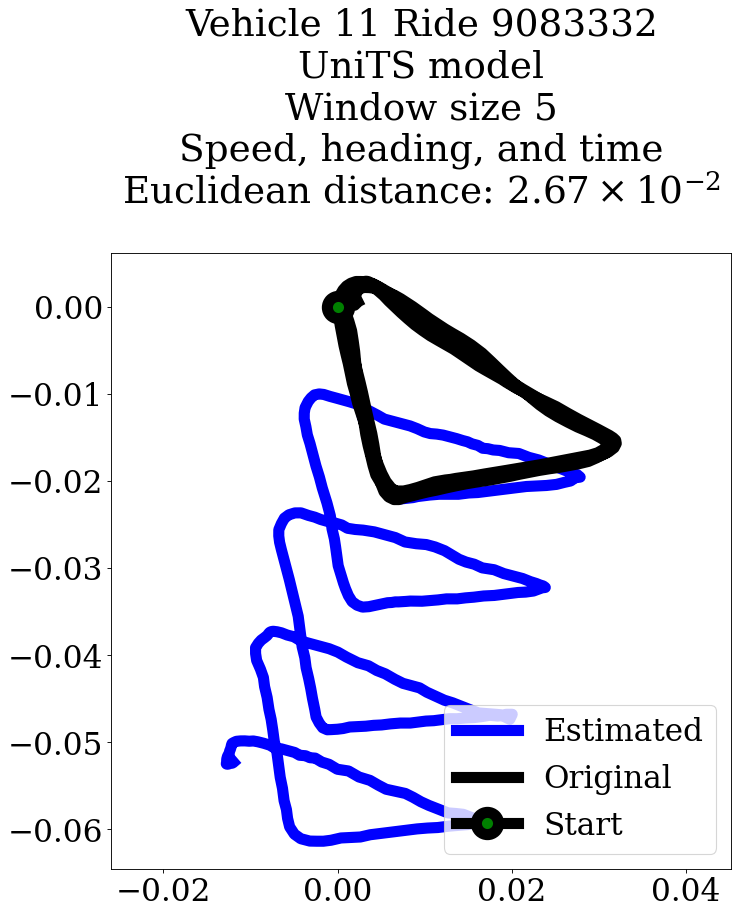 Vehicle 11 Ride 9083332
UniTS model
Window size 5
Speed, heading, and time
Euclidean distance: 2.67 × 10⁻²
0.00
−0.01
−0.02
−0.03
−0.04
−0.05
−0.06
Estimated
Original
Start
−0.02 0.00 0.02 0.04